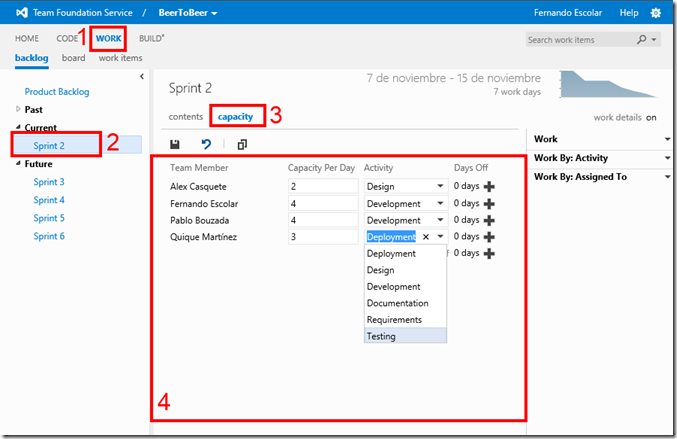 Team Foundation Service / BeerToBeer
Fernando Escolar Help
1
HOME CODE WORK BUILD*
Search work items
backlog board work items
Product Backlog
Past
Current
2
Sprint 2
Future
Sprint 3
Sprint 4
Sprint 5
Sprint 6
Sprint 2
7 de noviembre - 15 de noviembre
7 work days
contents capacity
3
work details on
Team Member Capacity Per Day Activity Days Off
Alex Casquete 2 Design 0 days
Fernando Escolar 4 Development 0 days
Pablo Bouzada 4 Development 0 days
Quique Martínez 3 Deployment 0 days
0 days
Deployment
Design
Development
Documentation
Requirements
Testing
4
Work
Work By: Activity
Work By: Assigned To